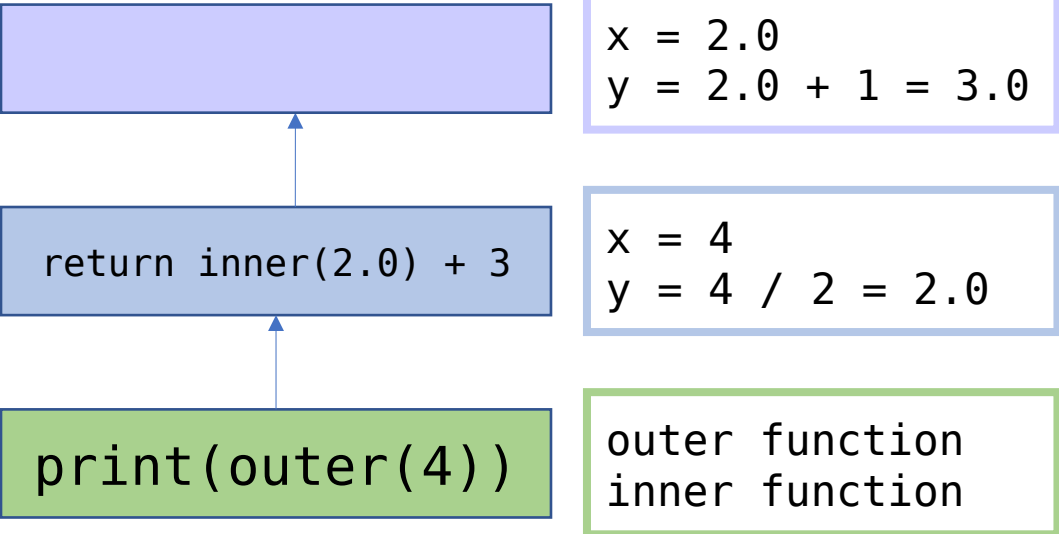 x = 2.0
y = 2.0 + 1 = 3.0
return inner(2.0) + 3
x = 4
y = 4 / 2 = 2.0
print(outer(4))
outer function
inner function